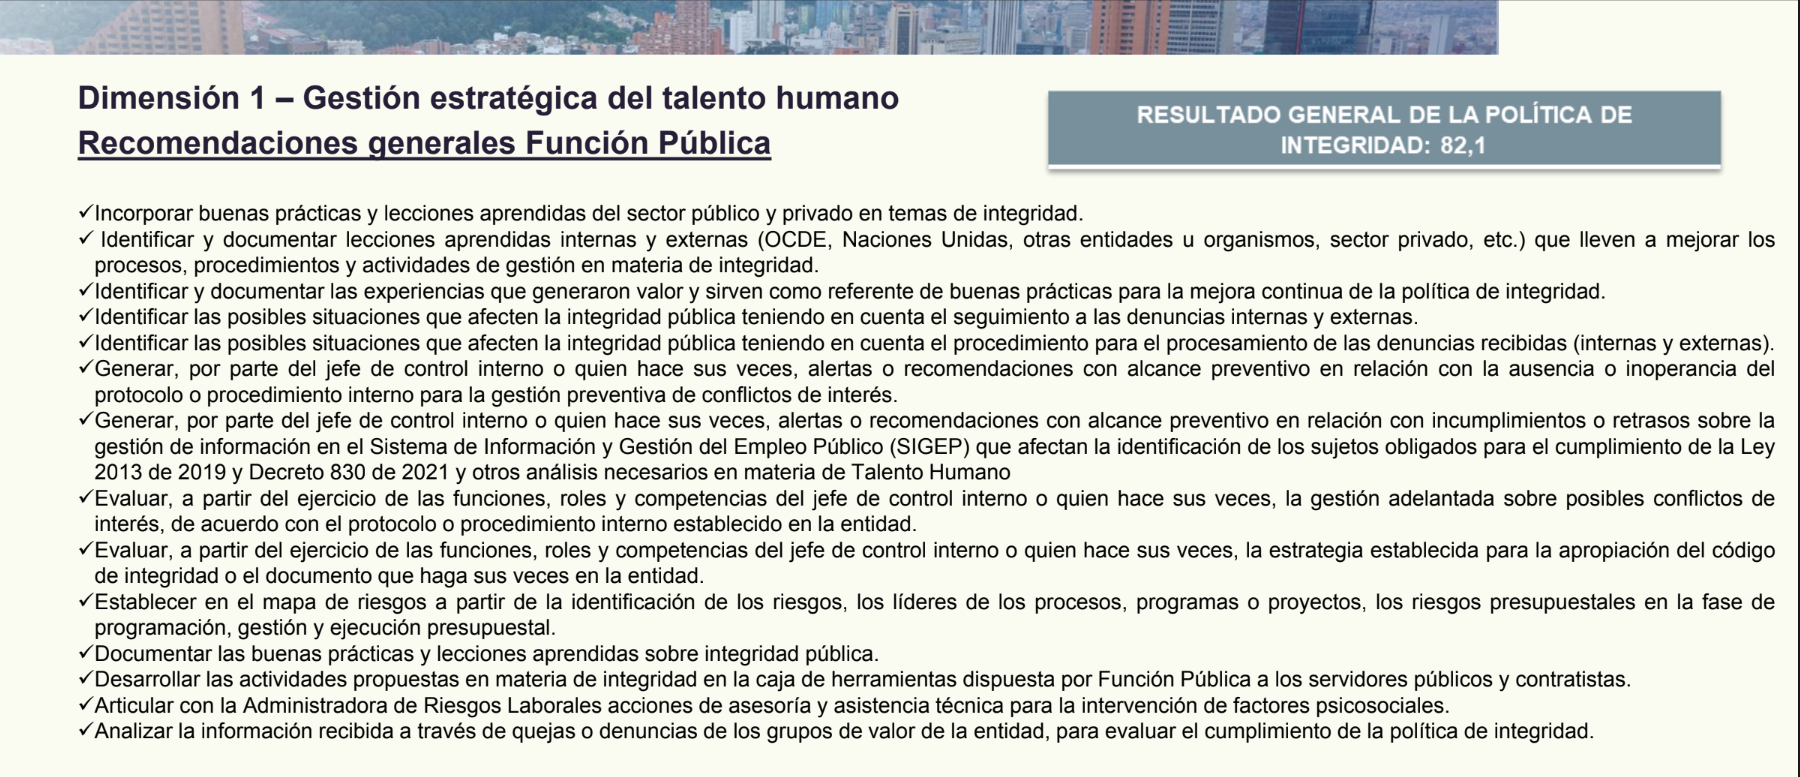 Dimensión 1 – Gestión estratégica del talento humano
Recomendaciones generales Función Pública
RESULTADO GENERAL DE LA POLÍTICA DE
INTEGRIDAD: 82,1
✓Incorporar buenas prácticas y lecciones aprendidas del sector público y privado en temas de integridad.
✓ Identificar y documentar lecciones aprendidas internas y externas (OCDE, Naciones Unidas, otras entidades u organismos, sector privado, etc.) que lleven a mejorar los
procesos, procedimientos y actividades de gestión en materia de integridad.
✓Identificar y documentar las experiencias que generaron valor y sirven como referente de buenas prácticas para la mejora continua de la política de integridad.
✓Identificar las posibles situaciones que afecten la integridad pública teniendo en cuenta el seguimiento a las denuncias internas y externas.
✓Identificar las posibles situaciones que afecten la integridad pública teniendo en cuenta el procedimiento para el procesamiento de las denuncias recibidas (internas y externas).
✓Generar, por parte del jefe de control interno o quien hace sus veces, alertas o recomendaciones con alcance preventivo en relación con la ausencia o inoperancia del
protocolo o procedimiento interno para la gestión preventiva de conflictos de interés.
✓Generar, por parte del jefe de control interno o quien hace sus veces, alertas o recomendaciones con alcance preventivo en relación con incumplimientos o retrasos sobre la
gestión de información en el Sistema de Información y Gestión del Empleo Público (SIGEP) que afectan la identificación de los sujetos obligados para el cumplimiento de la Ley
2013 de 2019 y Decreto 830 de 2021 y otros análisis necesarios en materia de Talento Humano
✓Evaluar, a partir del ejercicio de las funciones, roles y competencias del jefe de control interno o quien hace sus veces, la gestión adelantada sobre posibles conflictos de
interés, de acuerdo con el protocolo o procedimiento interno establecido en la entidad.
✓Evaluar, a partir del ejercicio de las funciones, roles y competencias del jefe de control interno o quien hace sus veces, la estrategia establecida para la apropiación del código
de integridad o el documento que haga sus veces en la entidad.
✓Establecer en el mapa de riesgos a partir de la identificación de los riesgos, los líderes de los procesos, programas o proyectos, los riesgos presupuestales en la fase de
programación, gestión y ejecución presupuestal.
✓Documentar las buenas prácticas y lecciones aprendidas sobre integridad pública.
✓Desarrollar las actividades propuestas en materia de integridad en la caja de herramientas dispuesta por Función Pública a los servidores públicos y contratistas.
✓Articular con la Administradora de Riesgos Laborales acciones de asesoría y asistencia técnica para la intervención de factores psicosociales.
✓Analizar la información recibida a través de quejas o denuncias de los grupos de valor de la entidad, para evaluar el cumplimiento de la política de integridad.